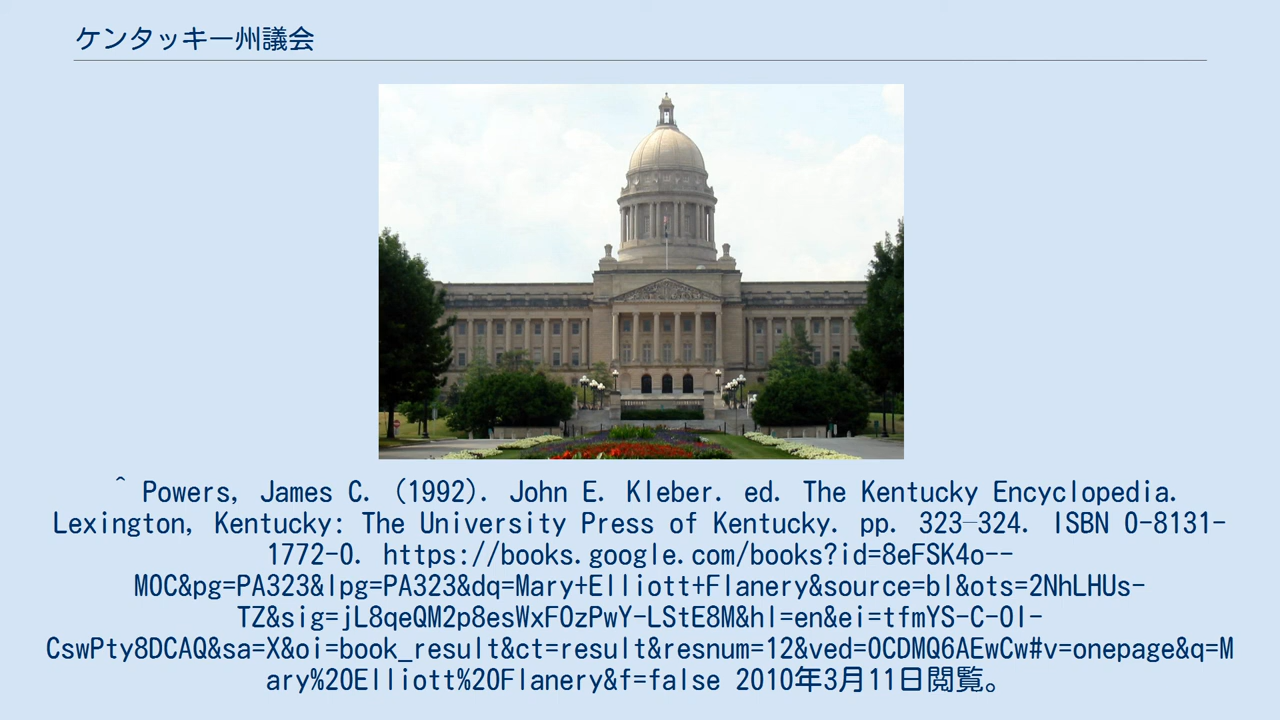 ケンタッキー州議会
^ Powers, James C. (1992). John E. Kleber. ed. The Kentucky Encyclopedia.
Lexington, Kentucky: The University Press of Kentucky. pp. 323–324. ISBN 0-8131-
1772-0. https://books.google.com/books?id=8eFSK4o--
M0C&pg=PA323&lpg=PA323&dq=Mary+Elliott+Flanery&source=bl&ots=2NhLHUs-
TZ&sig=jL8qeQM2p8esWxFOzPwY-LStE8M&hl=en&ei=tfmYS-C-OI-
CswPty8DCAQ&sa=X&oi=book_result&ct=result&resnum=12&ved=0CDMQ6AEwCw#v=onepage&q=M
ary%20Elliott%20Flanery&f=false 2010年3月11日閲覧。